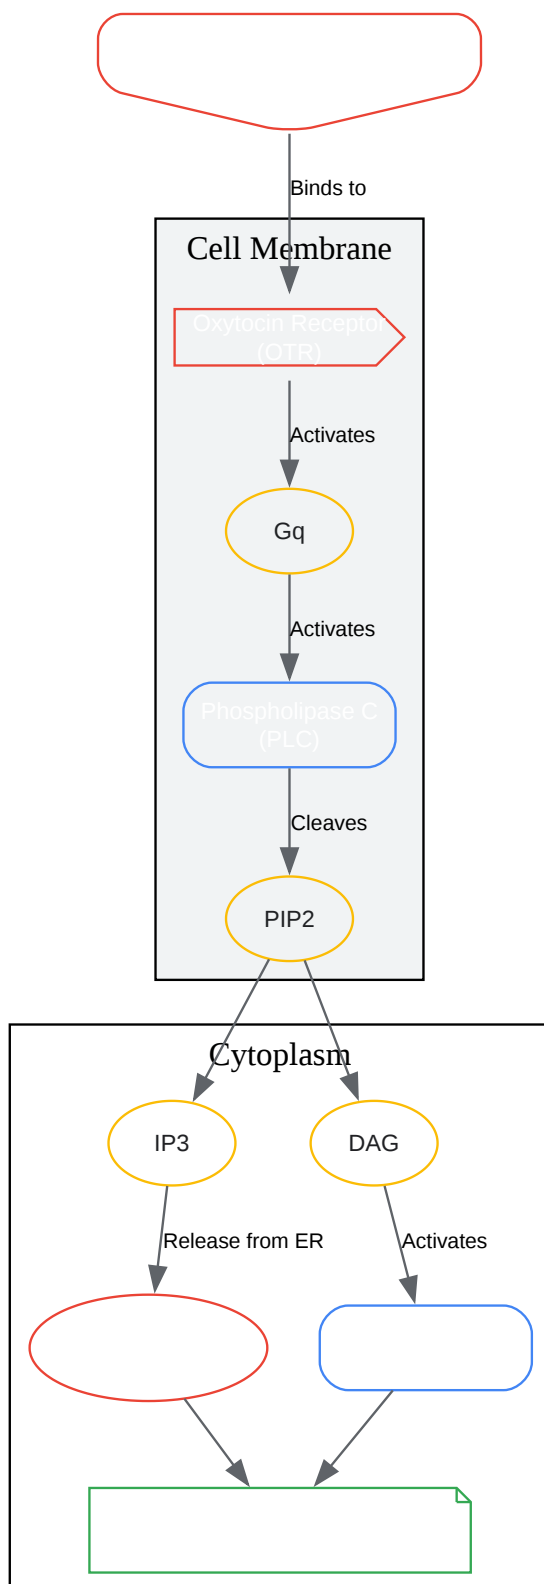 Binds to
Cell Membrane
Oxytocin Receptor
(OTR)
Activates
Gq
Activates
Phospholipase C
(PLC)
Cleaves
PIP2
Cytoplasm
IP3
DAG
Release from ER
Activates